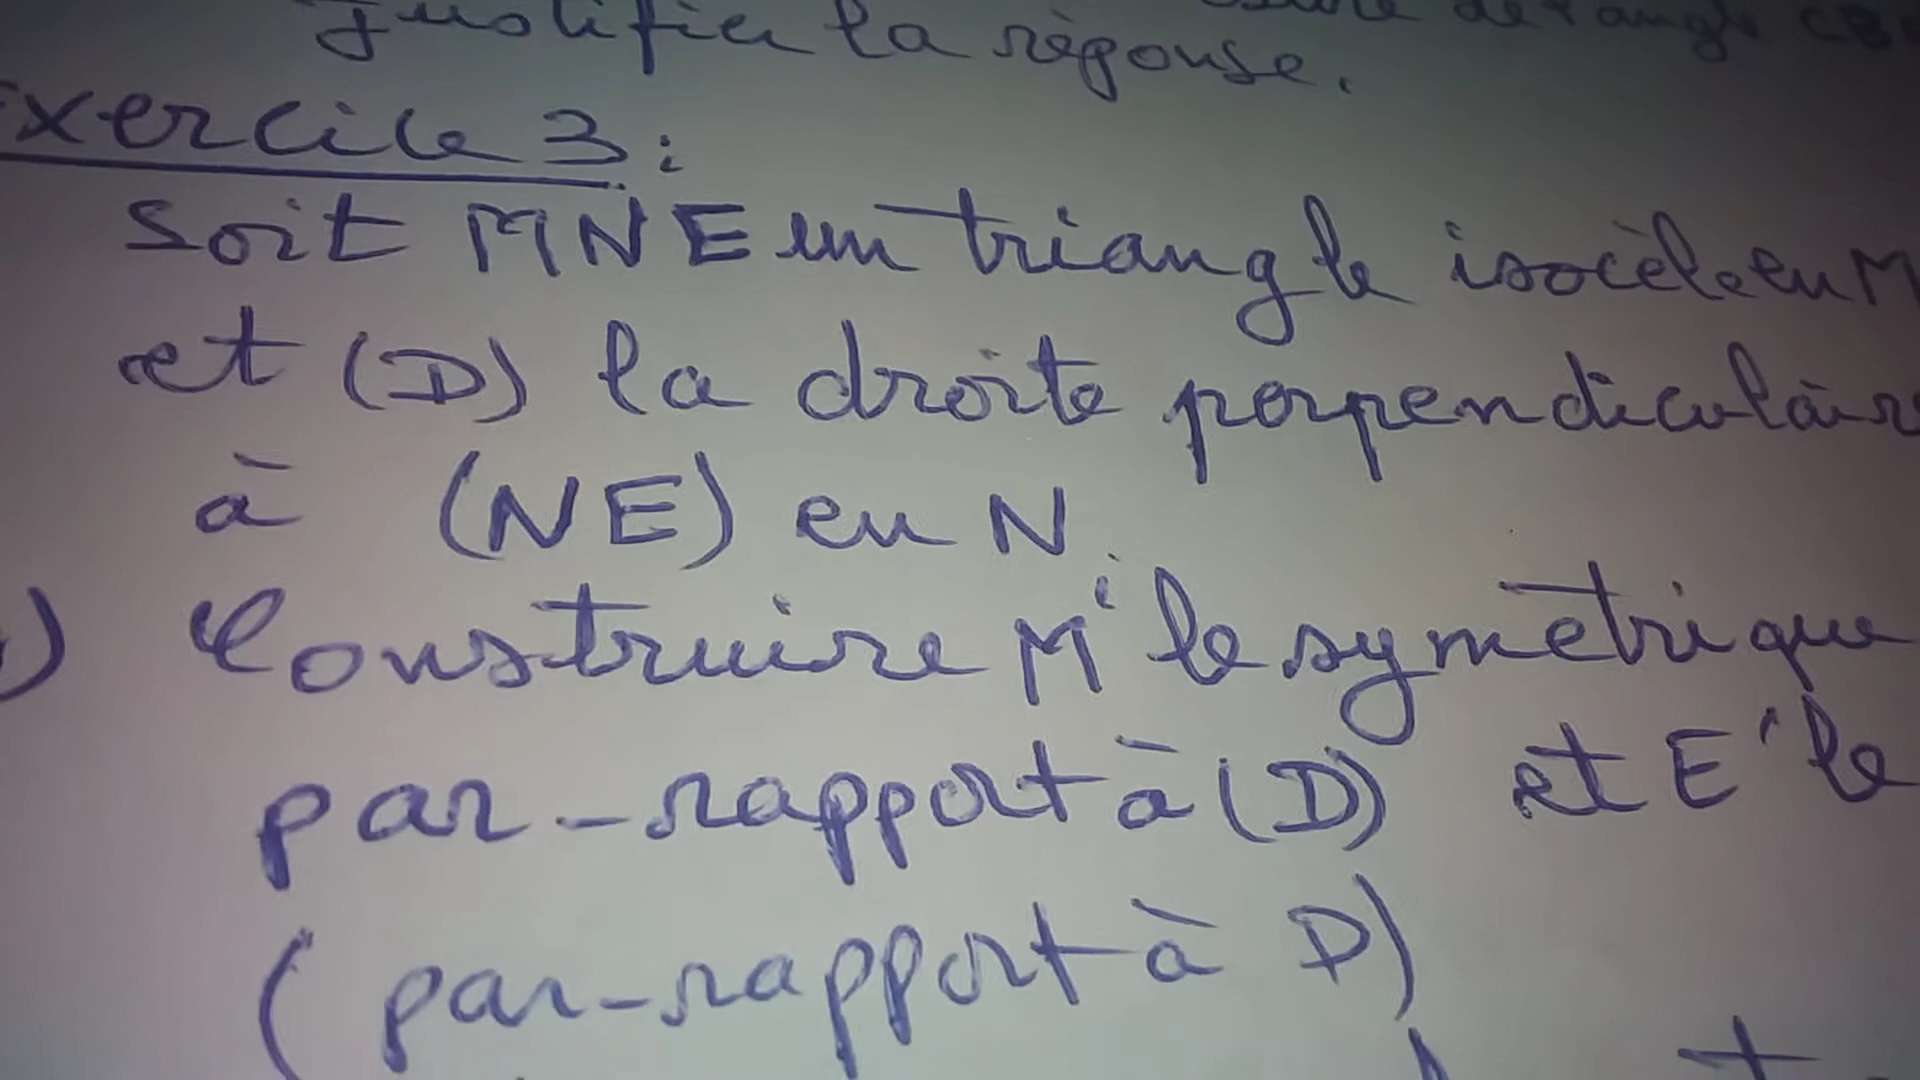 Justifier la réponse.
Exercice 3:
Soit MNE un triangle isocèle en M
et (D) la droite perpendiculaire
à (NE) en N.
) Construire M' le symétrique
par-rapport à (D) et E' le
(par-rapport à D)